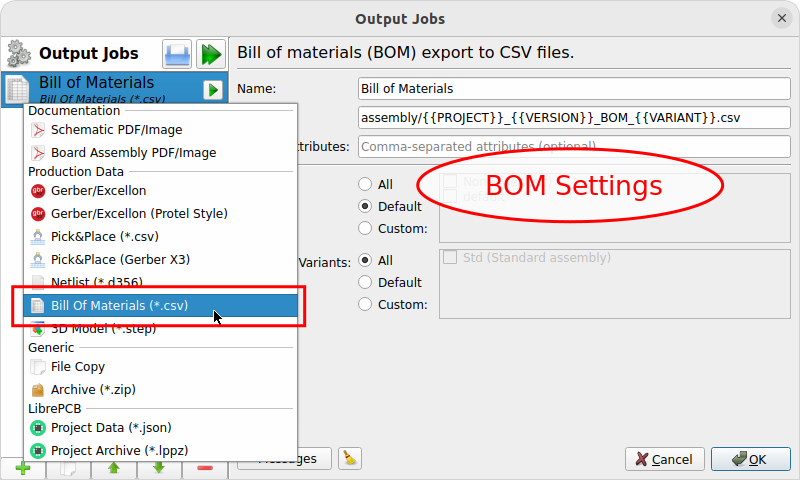 Output Jobs
Output Jobs
Bill of materials (BOM) export to CSV files.
Bill of Materials
Bill Of Materials (*.csv)
Name:
Bill of Materials
assembly/{{PROJECT}}_{{VERSION}}_BOM_{{VARIANT}}.csv
Comma-separated attributes (optional)
Documentation
Schematic PDF/Image
Board Assembly PDF/Image
Production Data
Gerber/Excellon
Gerber/Excellon (Protel Style)
Pick&Place (*.csv)
Pick&Place (Gerber X3)
Netlist (*.d356)
Bill Of Materials (*.csv)
3D Model (*.step)
Generic
File Copy
Archive (*.zip)
LibrePCB
Project Data (*.json)
Project Archive (*.lppz)
All
Default
Custom:
BOM Settings
Variants:
All
Default
Custom:
Std (Standard assembly)
Cancel
OK